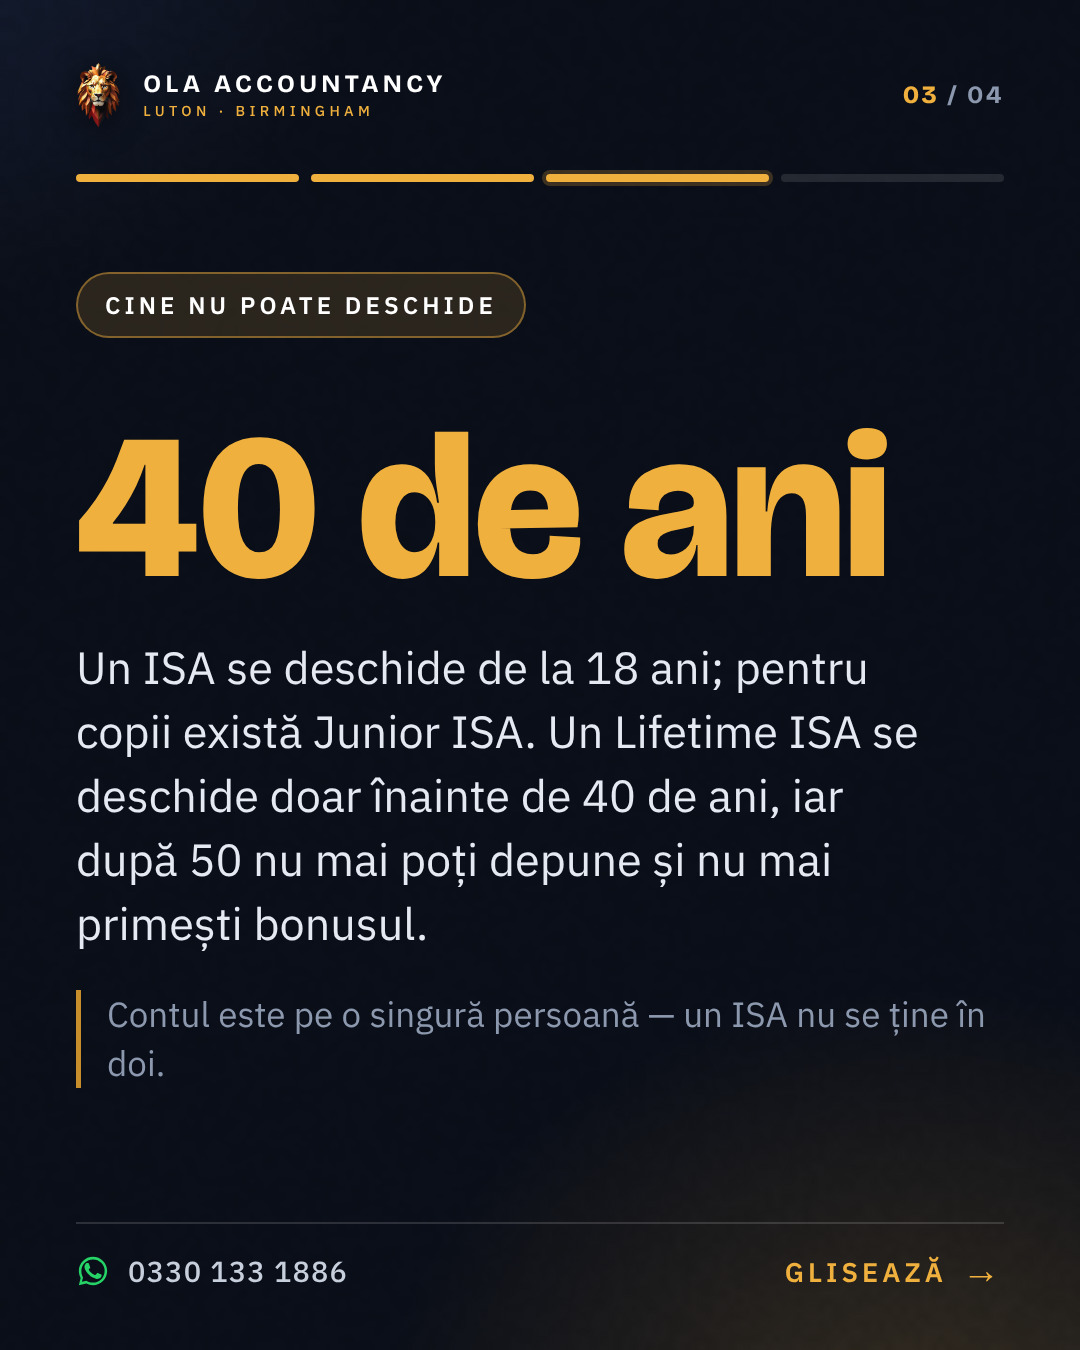 OLA ACCOUNTANCY
LUTON · BIRMINGHAM
03 / 04
CINE NU POATE DESCHIDE
40 de ani
Un ISA se deschide de la 18 ani; pentru
copii există Junior ISA. Un Lifetime ISA se
deschide doar înainte de 40 de ani, iar
după 50 nu mai poți depune și nu mai
primești bonusul.
Contul este pe o singură persoană — un ISA nu se ține în
doi.
0330 133 1886
GLISEAZĂ →